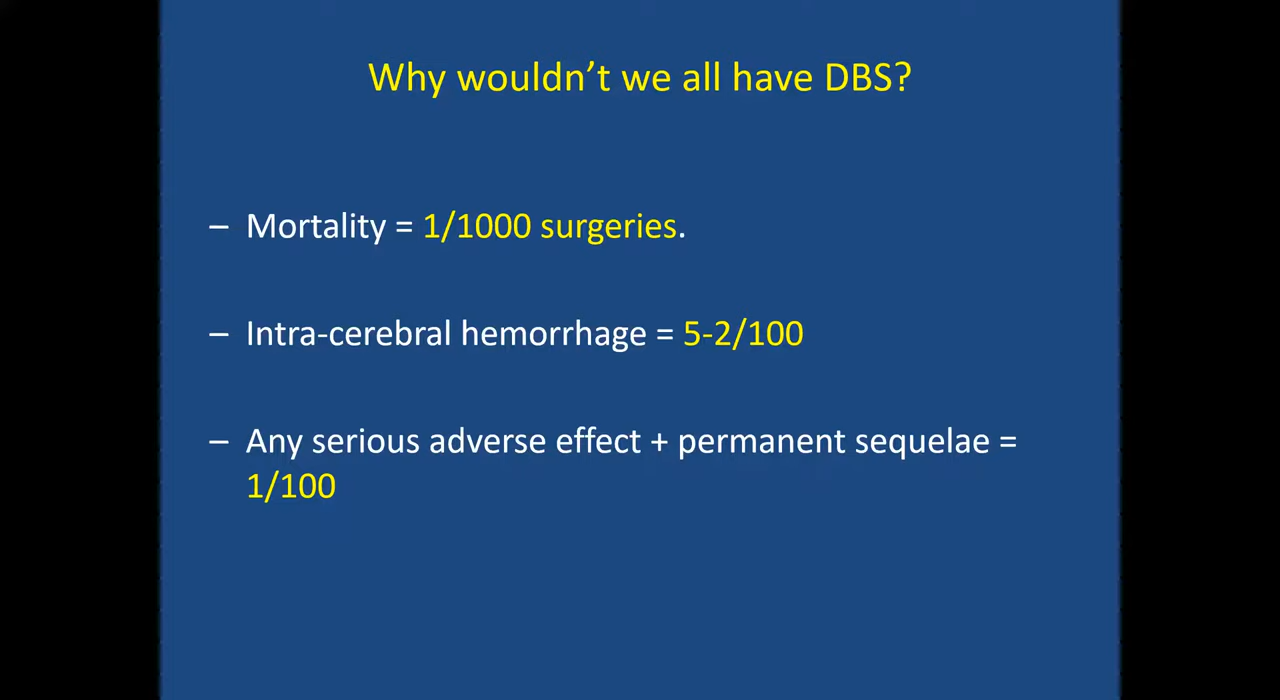 Why wouldn’t we all have DBS?
– Mortality = 1/1000 surgeries.
– Intra-cerebral hemorrhage = 5-2/100
– Any serious adverse effect + permanent sequelae =
1/100